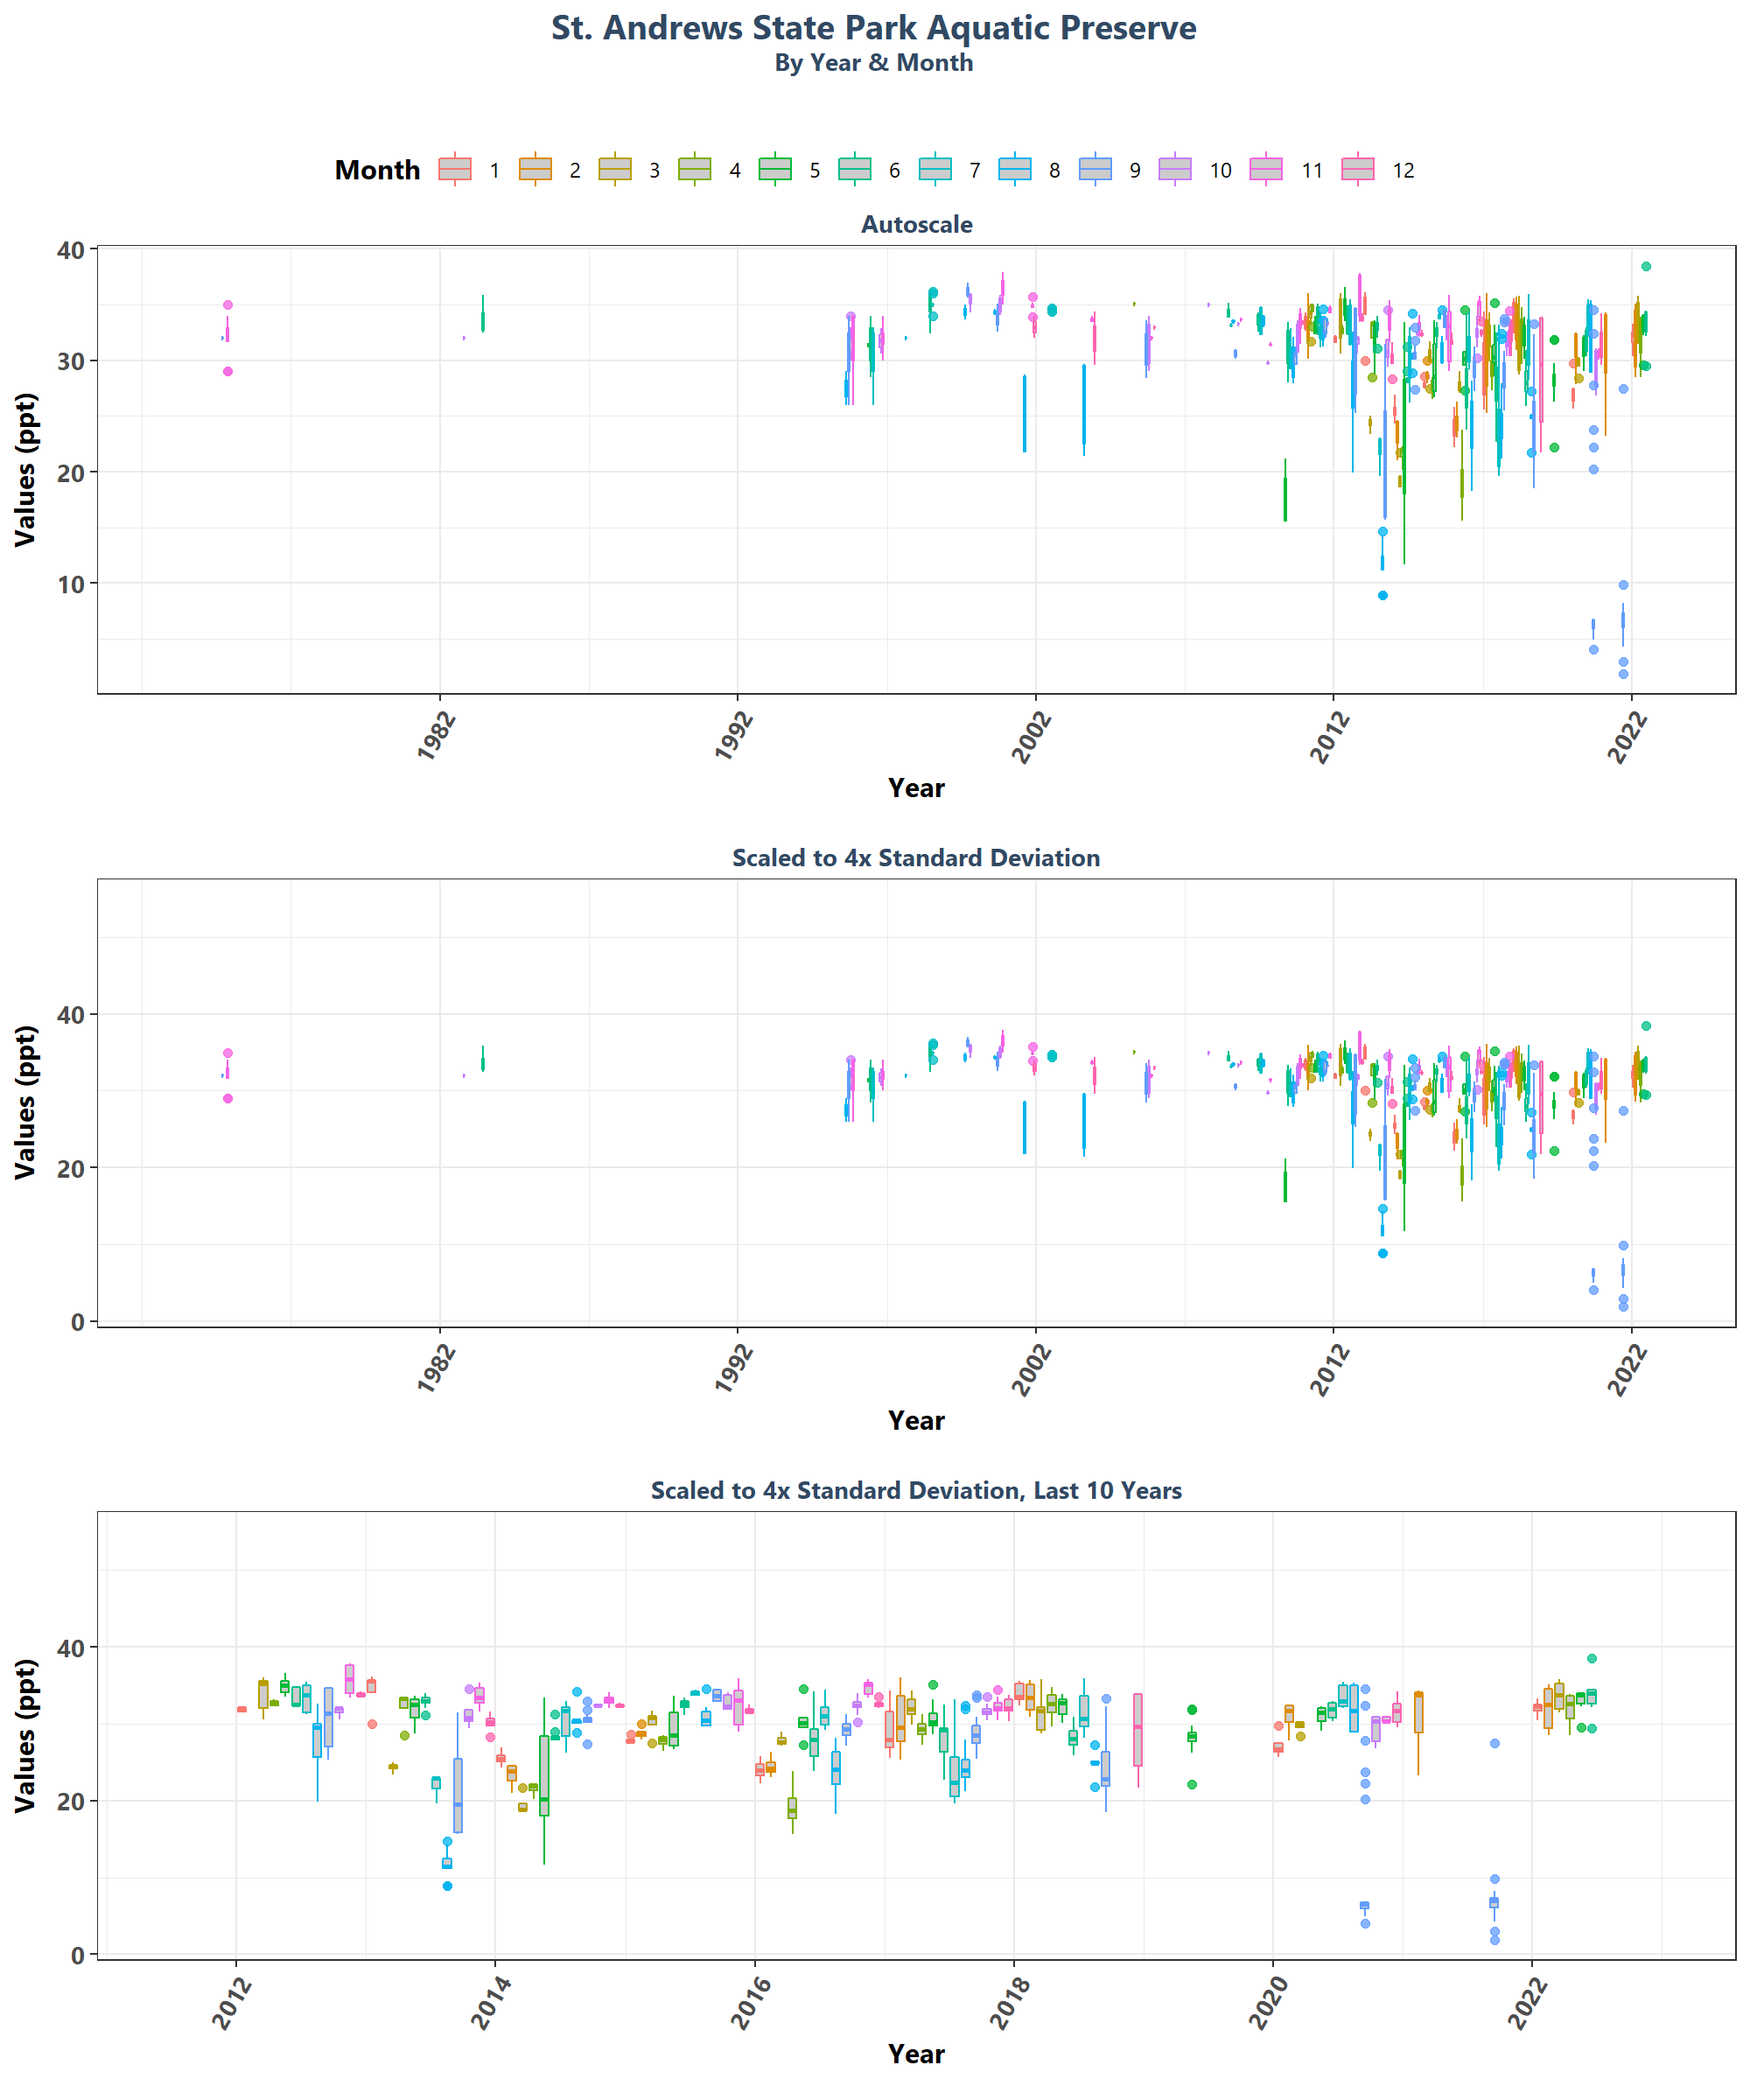 St. Andrews State Park Aquatic Preserve
By Year & Month
Month 1 2 3 4 5 6 7 8 9 10 11 12
Autoscale
Values (ppt)
40
30
20
10
1982 1992 2002 2012 2022
Year
Scaled to 4x Standard Deviation
Values (ppt)
40
20
0
1982 1992 2002 2012 2022
Year
Scaled to 4x Standard Deviation, Last 10 Years
Values (ppt)
40
20
0
2012 2014 2016 2018 2020 2022
Year